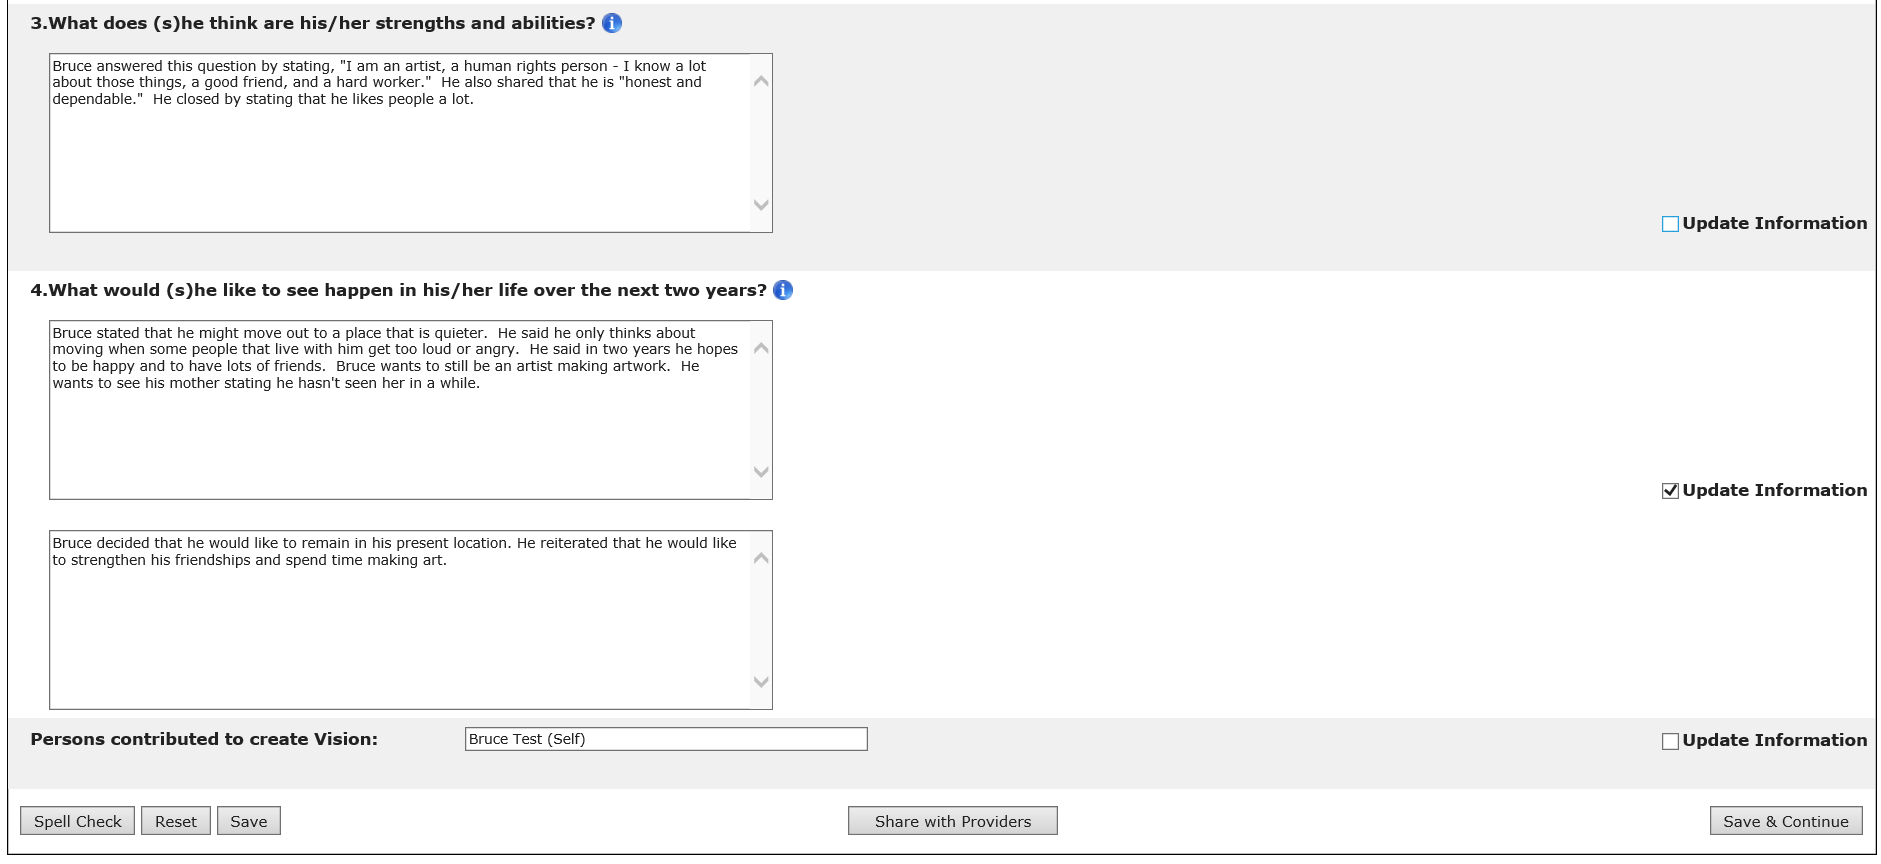 3.What does (s)he think are his/her strengths and abilities?
Bruce answered this question by stating, "I am an artist, a human rights person - I know a lot
about those things, a good friend, and a hard worker."  He also shared that he is "honest and
dependable."  He closed by stating that he likes people a lot.
Update Information
4.What would (s)he like to see happen in his/her life over the next two years?
Bruce stated that he might move out to a place that is quieter.  He said he only thinks about
moving when some people that live with him get too loud or angry.  He said in two years he hopes
to be happy and to have lots of friends.  Bruce wants to still be an artist making artwork.  He
wants to see his mother stating he hasn't seen her in a while.
Update Information
Bruce decided that he would like to remain in his present location. He reiterated that he would like
to strengthen his friendships and spend time making art.
Persons contributed to create Vision: Bruce Test (Self) Update Information
Spell Check Reset Save Share with Providers Save & Continue